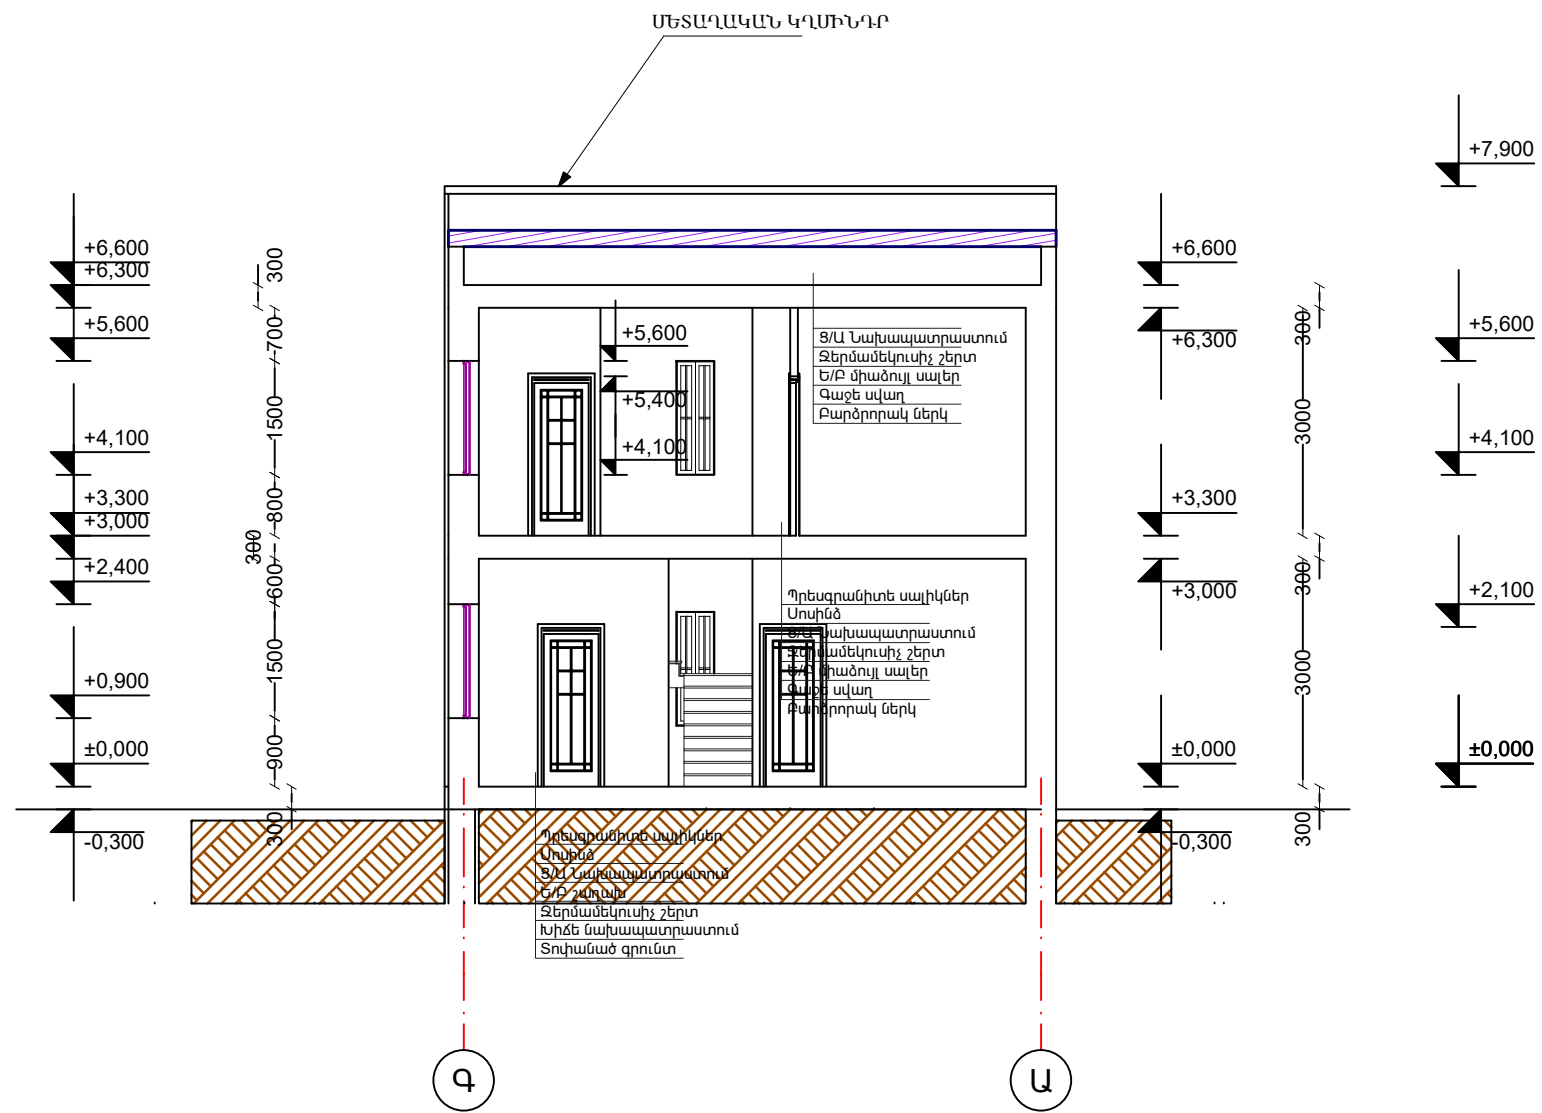 ՄԵՏԱՂԱԿԱՆ ԿՂՄԻՆԴՐ
+7,900
+6,600
+6,300
300
+6,600
+5,600
700
+5,600
Ց/Ա Նախապատրաստում
Ջերմամեկուսիչ շերտ
Ե/Բ միաձույլ սալեր
Գաջե սվաղ
Բարձրորակ ներկ
+6,300
300
+5,600
+5,400
1500
3000
+4,100
+4,100
+4,100
+3,300
+3,000
800
+3,300
300
+2,400
600
+3,000
300
+2,100
Պրեսգրանիտե սալիկներ
Սոսինձ
Ց/Ա Նախապատրաստում
Ջերմամեկուսիչ շերտ
Ե/Բ միաձույլ սալեր
Գաջե սվաղ
Բարձրորակ ներկ
1500
3000
+0,900
±0,000
900
±0,000
±0,000
-0,300
300
-0,300
300
Պրեսգրանիտե սալիկներ
Սոսինձ
Ց/Ա Նախապատրաստում
Ե/Բ շաղախ
Ջերմամեկուսիչ շերտ
Խիճե նախապատրաստում
Տոփանած գրունտ
Գ
Ա